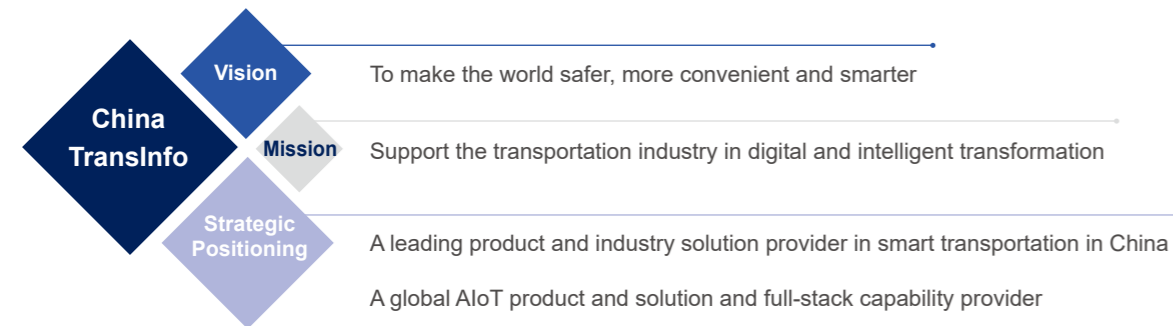 China
TransInfo
Vision
To make the world safer, more convenient and smarter
Mission
Support the transportation industry in digital and intelligent transformation
Strategic
Positioning
A leading product and industry solution provider in smart transportation in China
A global AIoT product and solution and full-stack capability provider